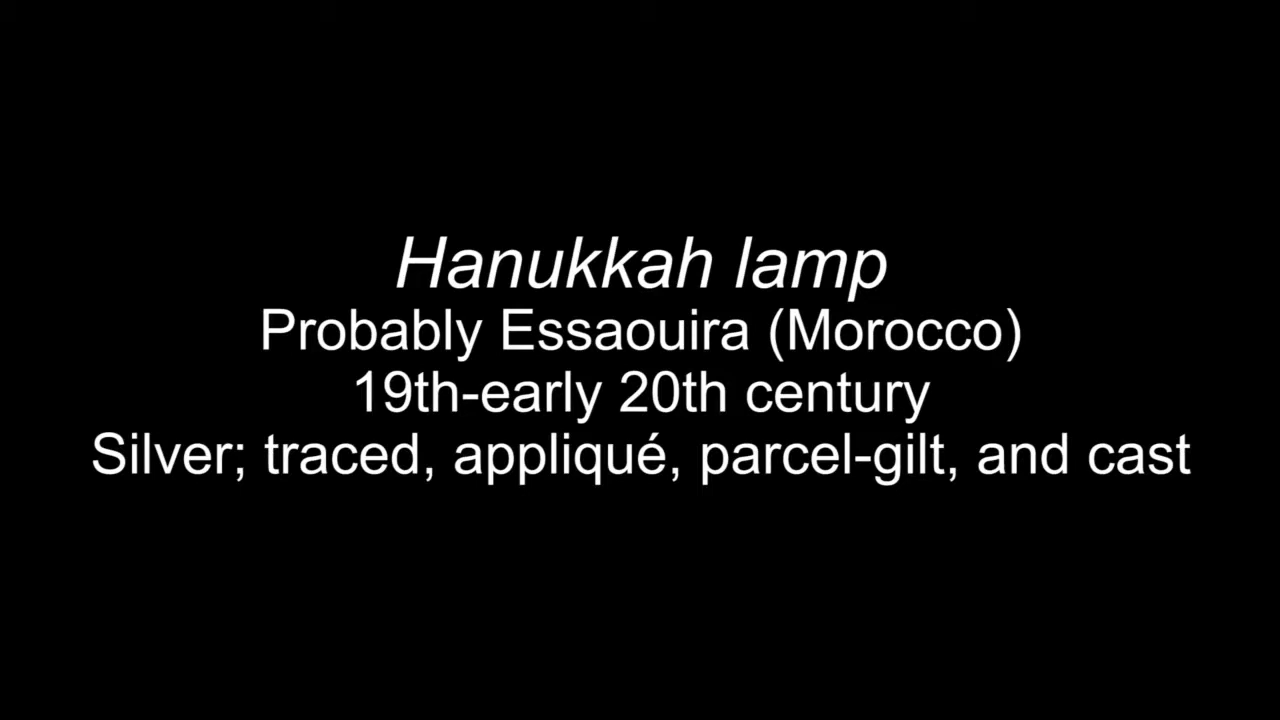 Hanukkah lamp
Probably Essaouira (Morocco)
19th-early 20th century
Silver; traced, appliqué, parcel-gilt, and cast